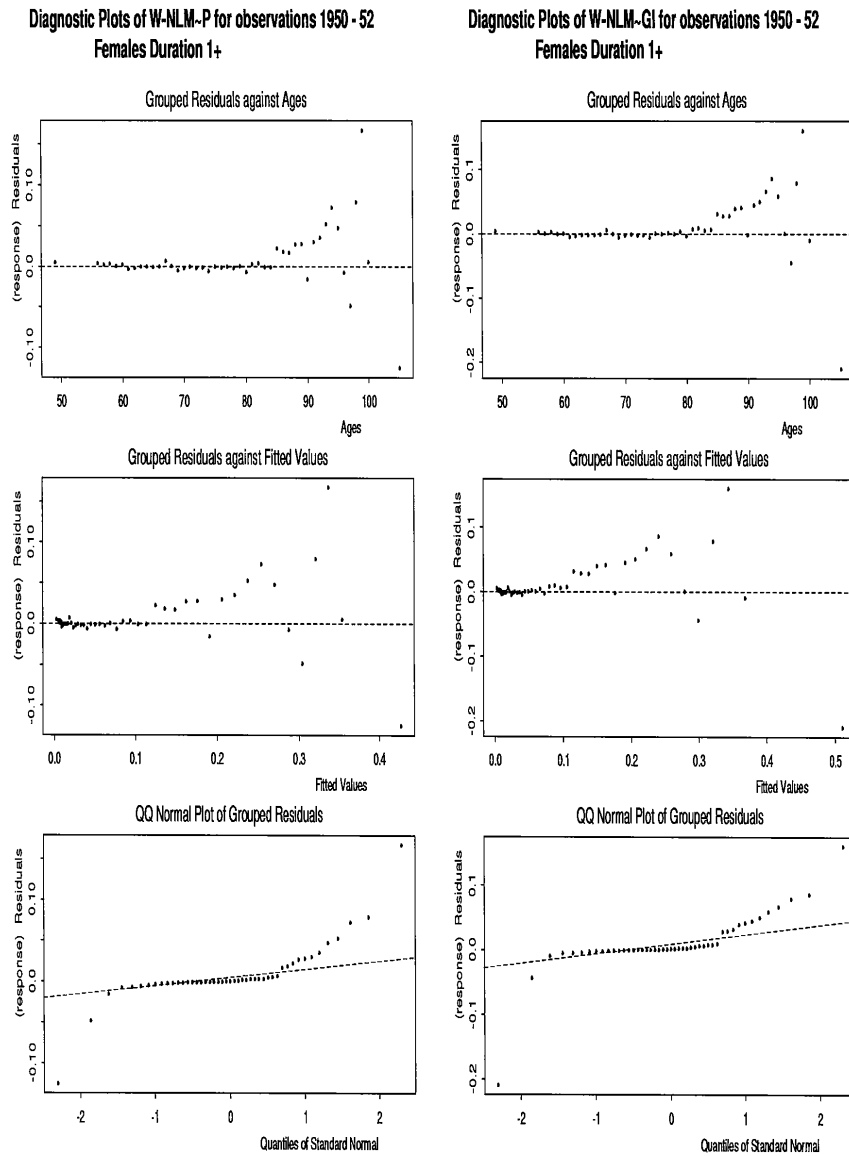 Diagnostic Plots of W-NLM~P for observations 1950 - 52
Females Duration 1+
Grouped Residuals against Ages
(response) Residuals
0.10
0.0
-0.10
50 60 70 80 90 100
Ages
Grouped Residuals against Fitted Values
(response) Residuals
0.10
0.0
-0.10
0.0 0.1 0.2 0.3 0.4
Fitted Values
QQ Normal Plot of Grouped Residuals
(response) Residuals
0.10
0.0
-0.10
-2 -1 0 1 2
Quantiles of Standard Normal
Diagnostic Plots of W-NLM~GI for observations 1950 - 52
Females Duration 1+
Grouped Residuals against Ages
(response) Residuals
0.1
0.0
-0.1
-0.2
50 60 70 80 90 100
Ages
Grouped Residuals against Fitted Values
(response) Residuals
0.1
0.0
-0.1
-0.2
0.0 0.1 0.2 0.3 0.4 0.5
Fitted Values
QQ Normal Plot of Grouped Residuals
(response) Residuals
0.1
0.0
-0.1
-0.2
-2 -1 0 1 2
Quantiles of Standard Normal